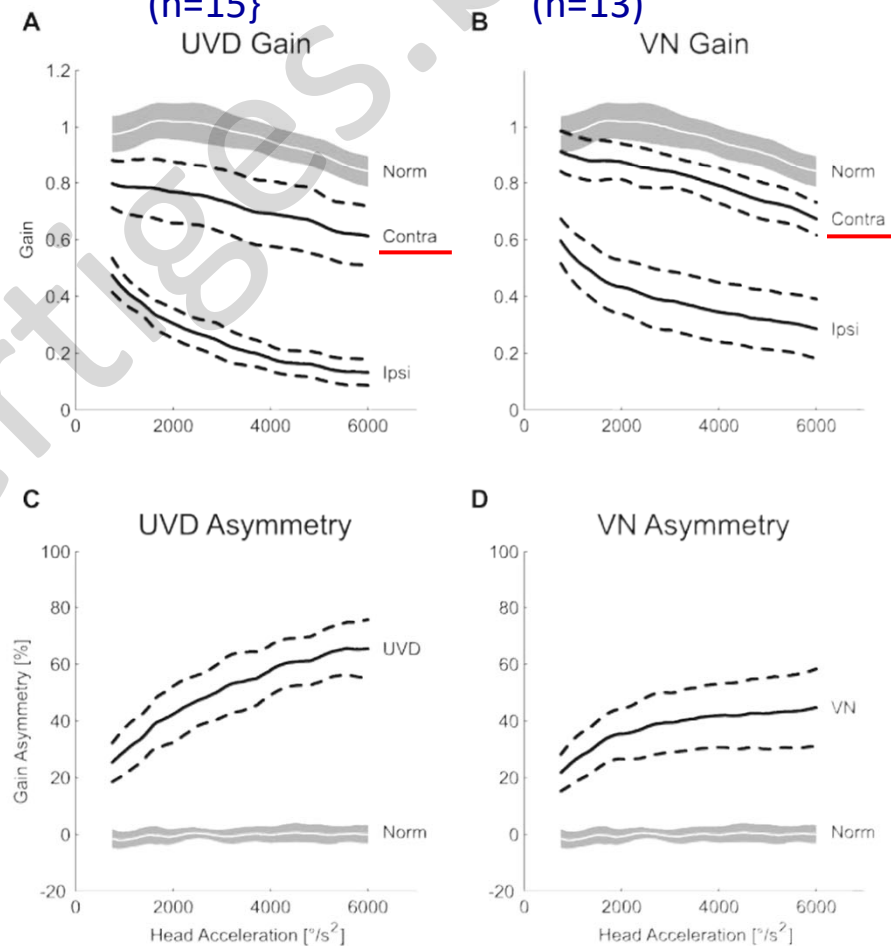 (n=15}
(n=13)
A
UVD Gain
B
VN Gain
Gain
1.2
1
0.8
0.6
0.4
0.2
0
0 2000 4000 6000
Norm
Contra
Ipsi
1
0.8
0.6
0.4
0.2
0
0 2000 4000 6000
Norm
Contra
Ipsi
C
UVD Asymmetry
D
VN Asymmetry
Gain Asymmetry [%]
100
80
60
40
20
0
-20
0 2000 4000 6000
UVD
Norm
Head Acceleration [°/s²]
100
80
60
40
20
0
-20
0 2000 4000 6000
VN
Norm
Head Acceleration [°/s²]
ertiges.